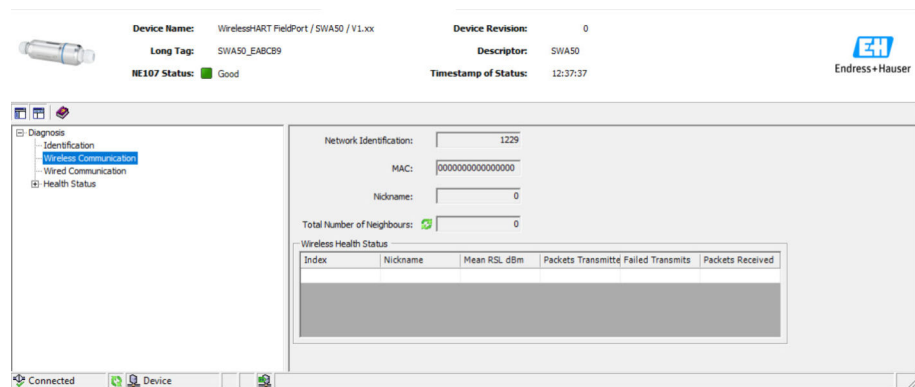 Device Name: WirelessHART FieldPort / SWA50 / V1.xx Device Revision: 0
Long Tag: SWA50_EABCB9 Descriptor: SWA50
NE107 Status: Good Timestamp of Status: 12:37:37
EH
Endress+Hauser
Diagnosis
Identification
Wireless Communication
Wired Communication
Health Status
Network Identification: 1229
MAC: 0000000000000000
Nickname: 0
Total Number of Neighbours: 0
Wireless Health Status
Index Nickname Mean RSL dBm Packets Transmitte Failed Transmits Packets Received
Connected Device